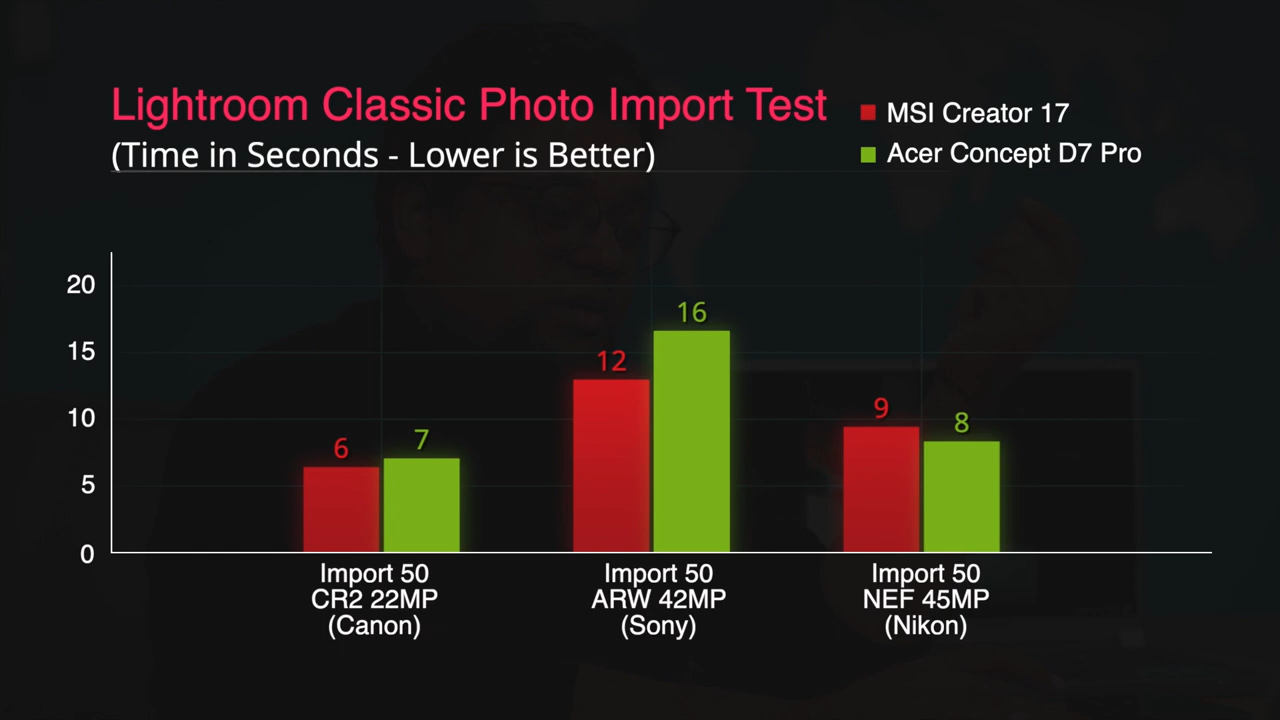 Lightroom Classic Photo Import Test
(Time in Seconds - Lower is Better)
MSI Creator 17
Acer Concept D7 Pro
20
15
10
5
0
6
7
12
16
9
8
Import 50
CR2 22MP
(Canon)
Import 50
ARW 42MP
(Sony)
Import 50
NEF 45MP
(Nikon)